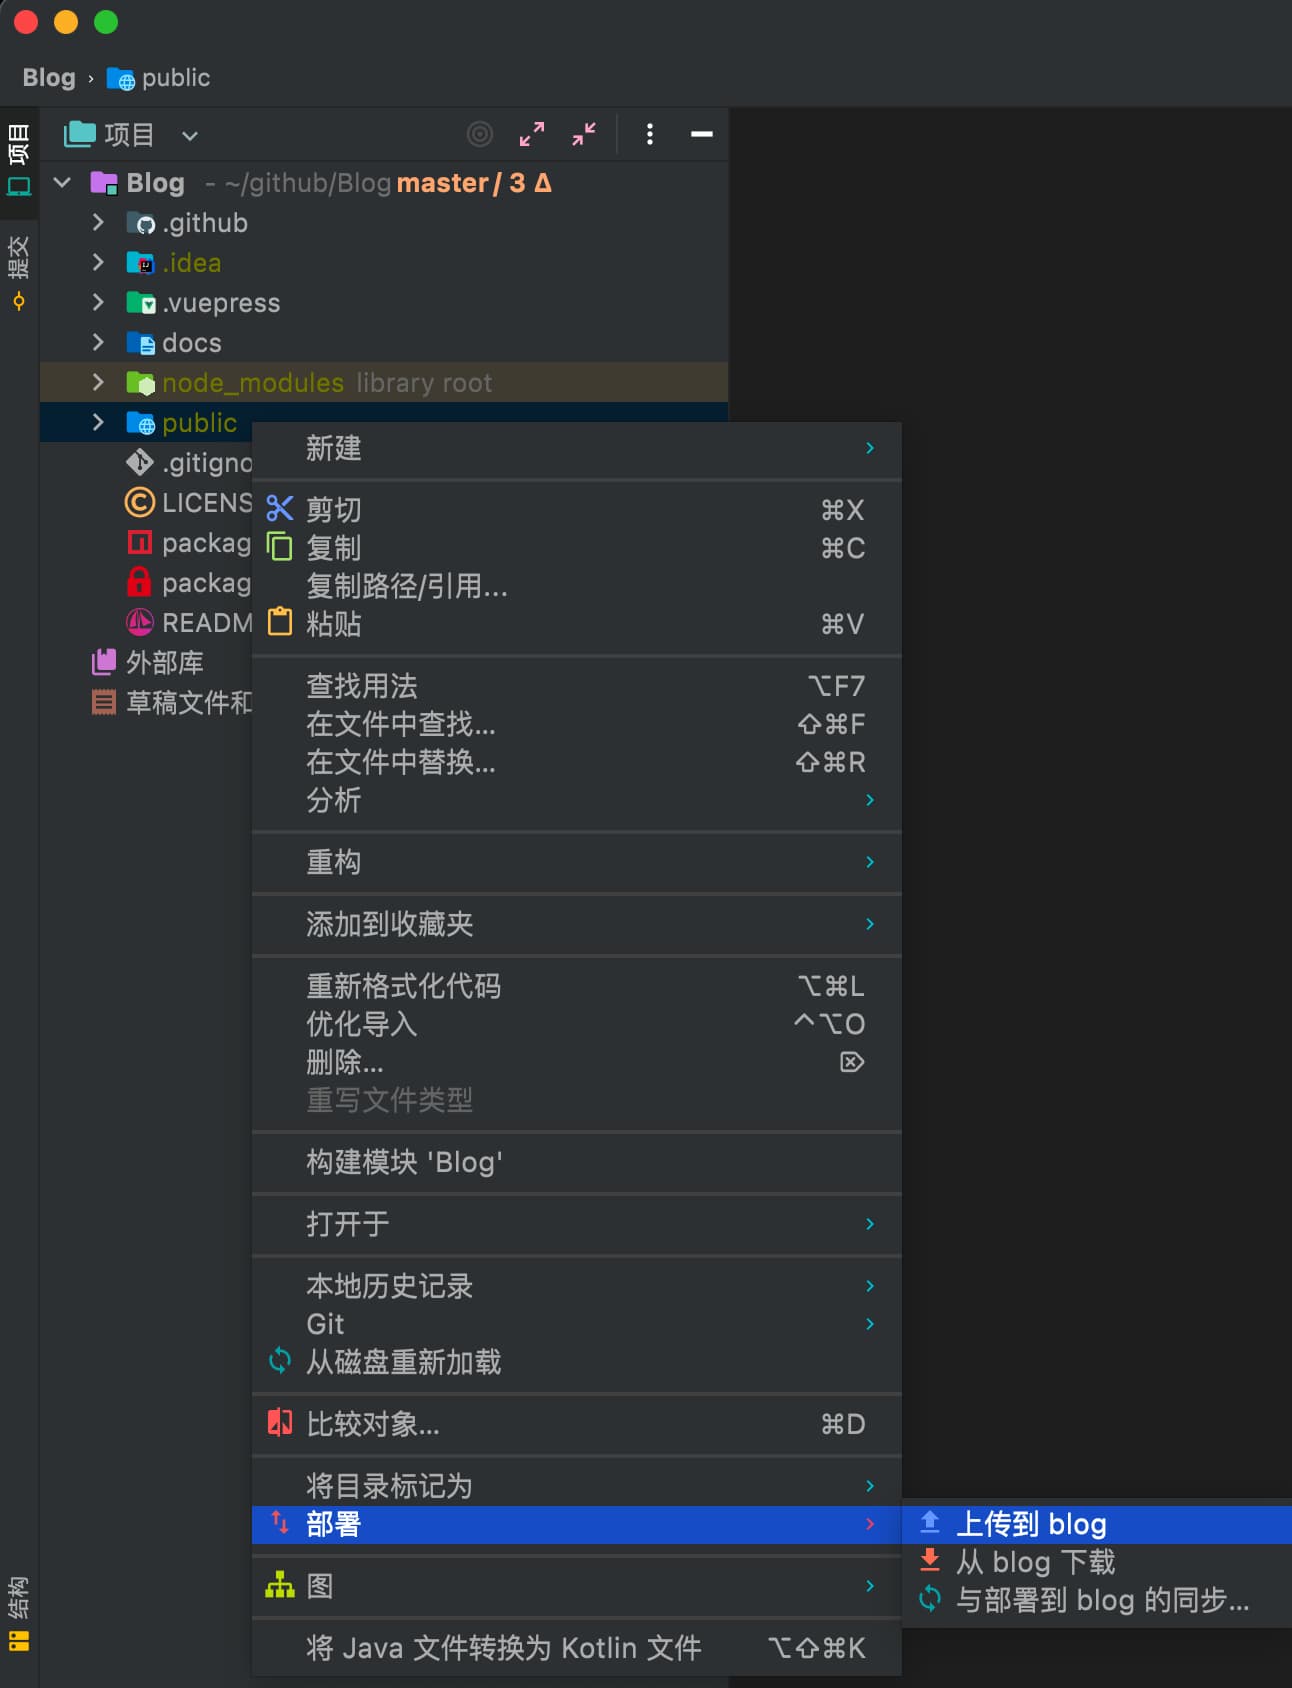 Blog › public
项目
Blog - ~/github/Blog master / 3 Δ
.github
.idea
.vuepress
docs
node_modules library root
public
.gitigno
LICENS
packag
packag
READM
外部库
草稿文件和
项目
提交
结构
新建
剪切 ⌘X
复制 ⌘C
复制路径/引用...
粘贴 ⌘V
查找用法 ⌥F7
在文件中查找... ⇧⌘F
在文件中替换... ⇧⌘R
分析
重构
添加到收藏夹
重新格式化代码 ⌥⌘L
优化导入 ^⌥O
删除... ⌦
重写文件类型
构建模块 'Blog'
打开于
本地历史记录
Git
从磁盘重新加载
比较对象... ⌘D
将目录标记为
部署
图
将 Java 文件转换为 Kotlin 文件 ⌥⇧⌘K
上传到 blog
从 blog 下载
与部署到 blog 的同步...